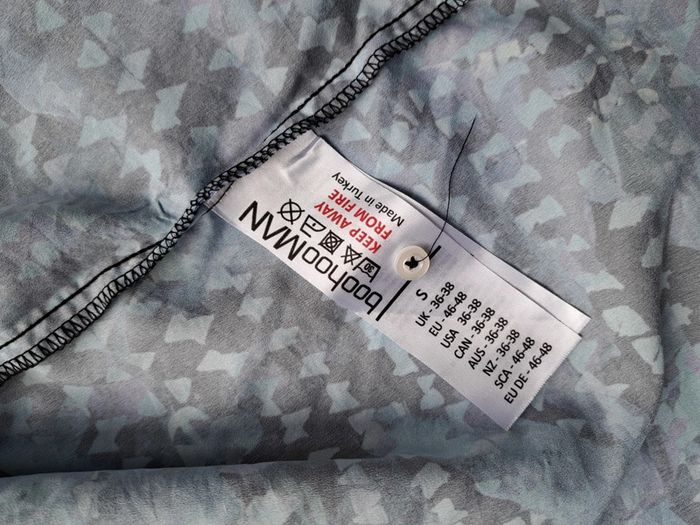 boohooMAN
30
KEEP AWAY
FROM FIRE
Made in Turkey
S
UK - 36-38
EU - 46-48
USA 36-38
CAN - 36-38
AUS - 36-38
NZ - 36-38
SCA - 46-48
EU DE - 46-48